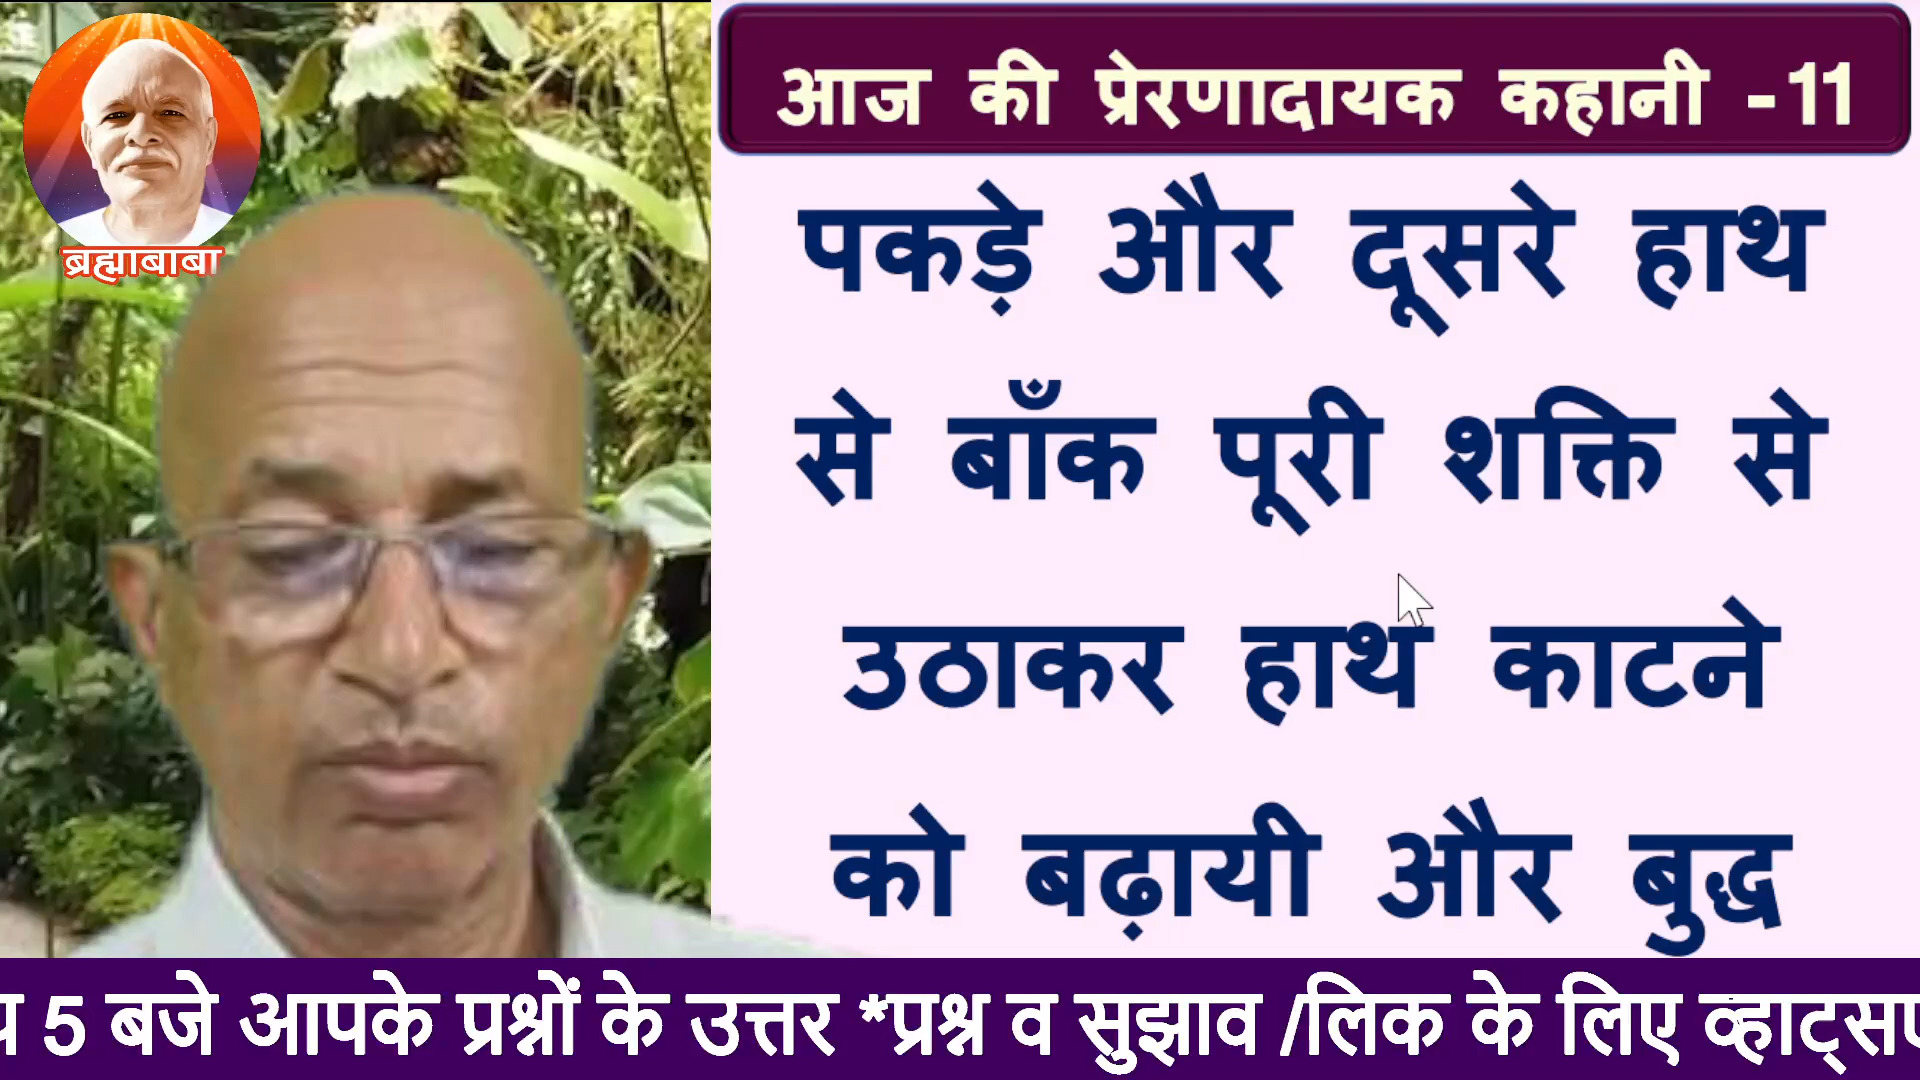 ब्रह्माबाबा
आज की प्रेरणादायक कहानी -11
पकड़े और दूसरे हाथ
से बाँक पूरी शक्ति से
उठाकर हाथ काटने
को बढ़ायी और बुद्ध
5 बजे आपके प्रश्नों के उत्तर *प्रश्न व सुझाव /लिक के लिए